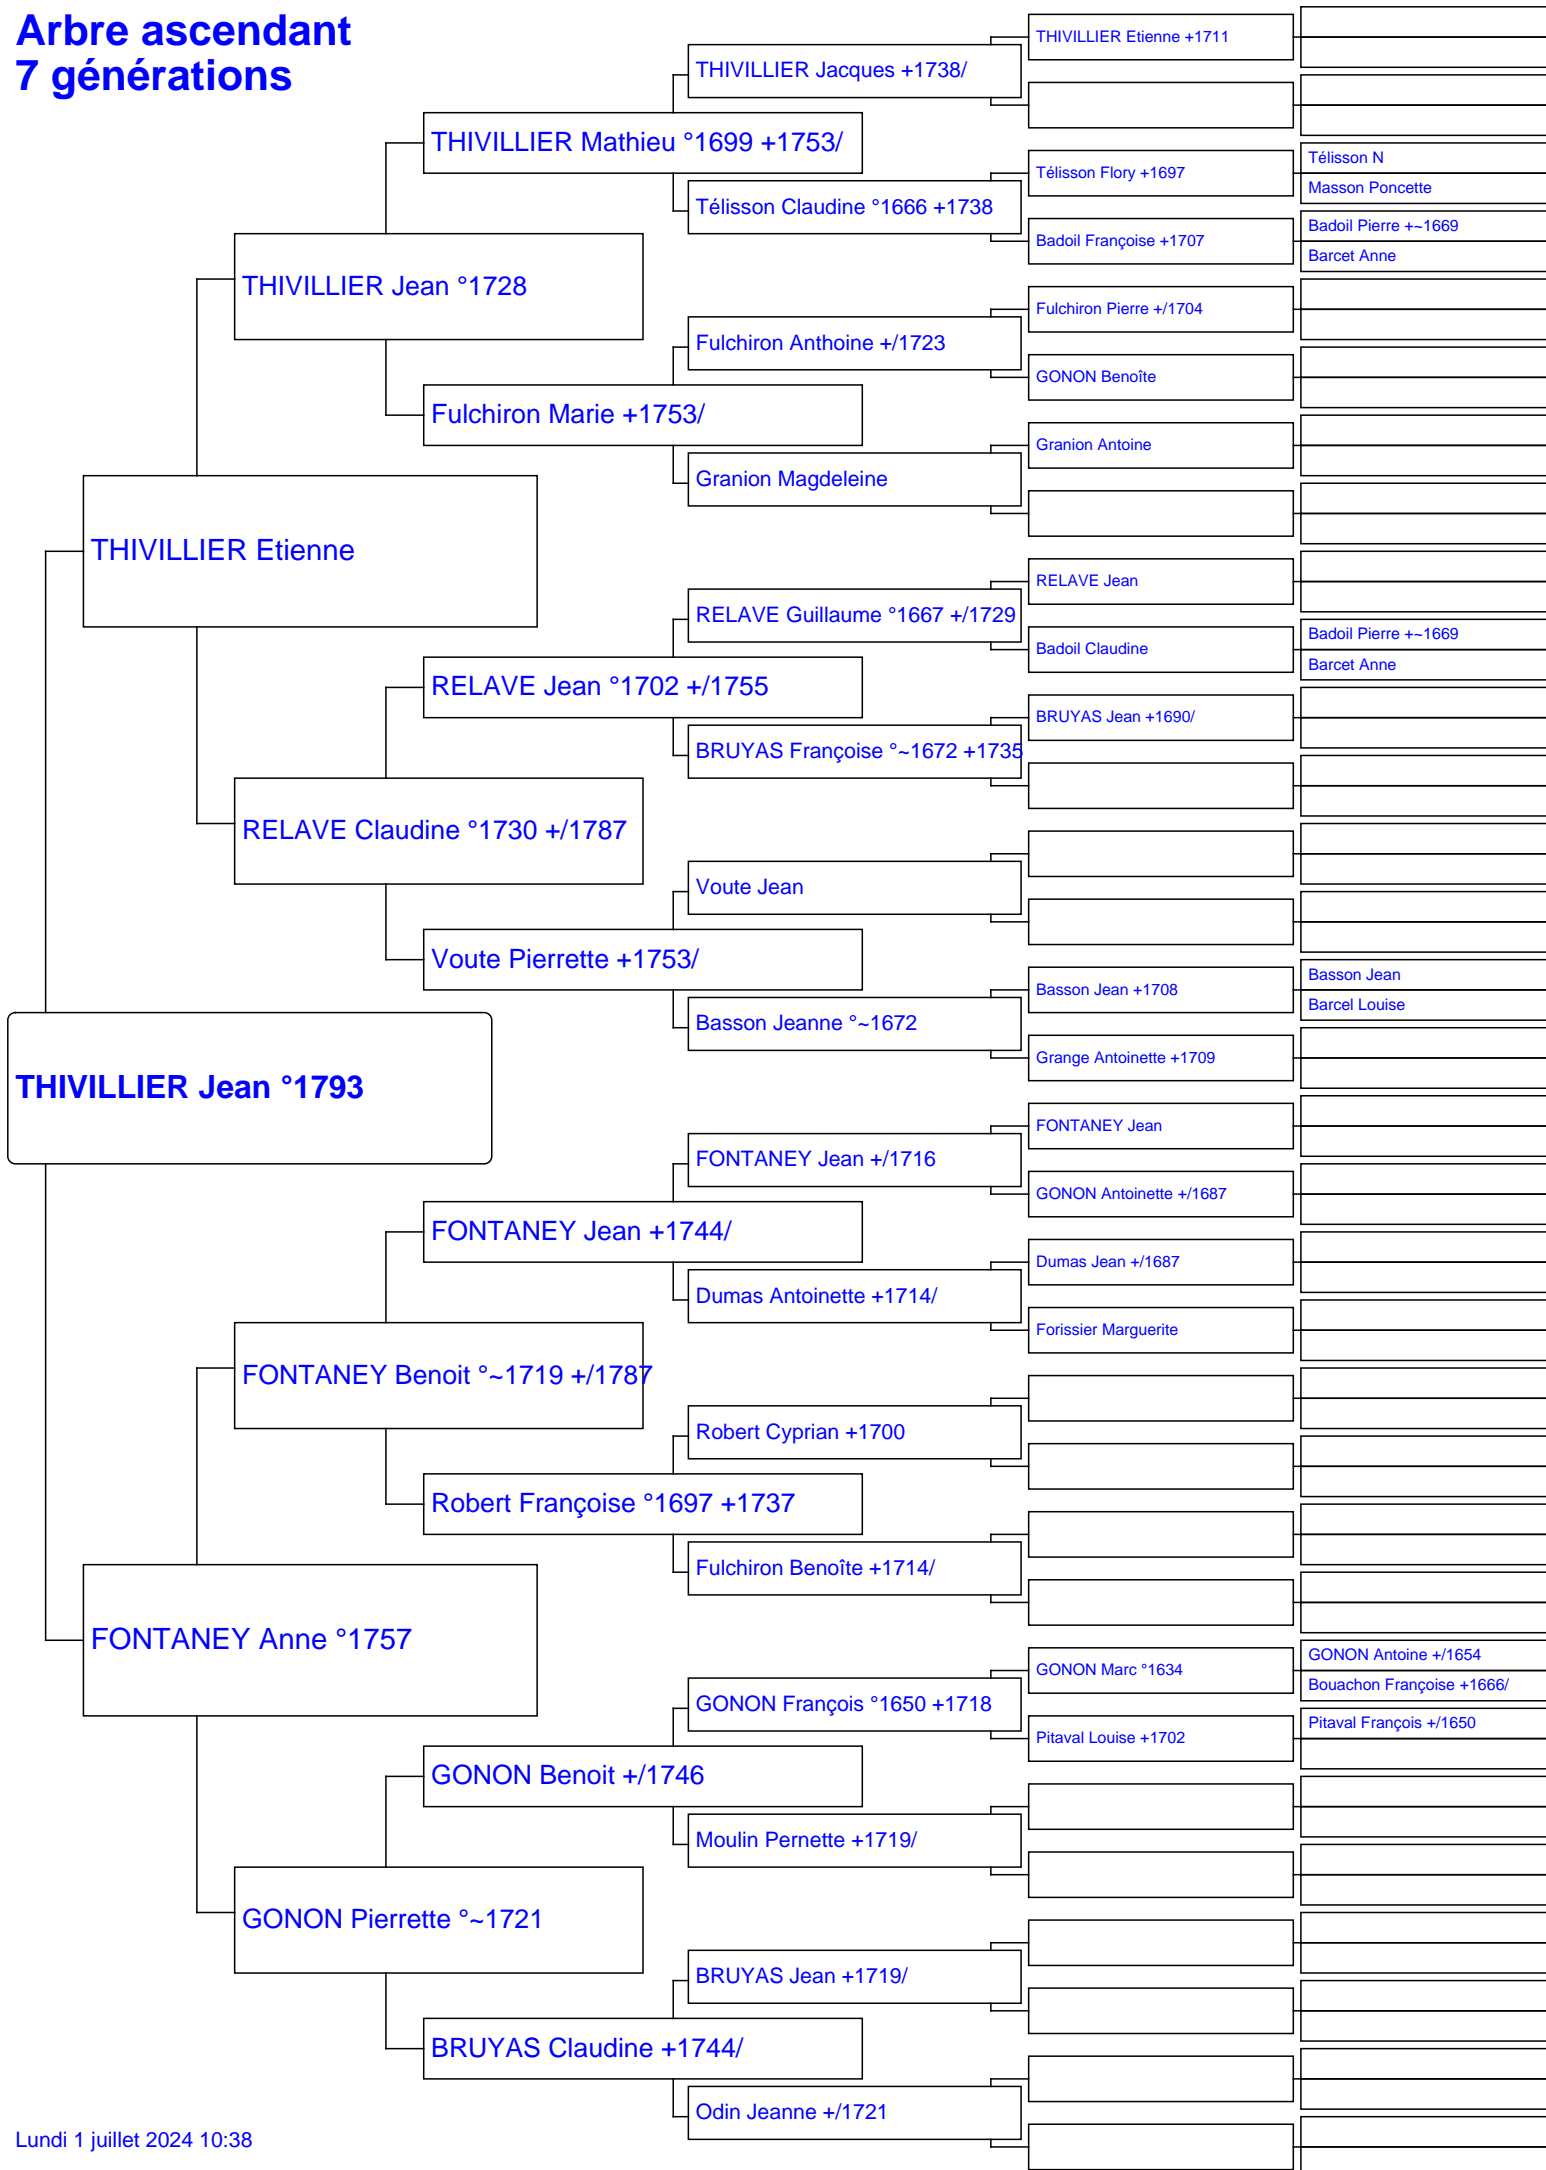 Arbre ascendant
7 générations
THIVILLIER Jean °1793
THIVILLIER Etienne
FONTANEY Anne °1757
THIVILLIER Jean °1728
RELAVE Claudine °1730 +/1787
FONTANEY Benoit °~1719 +/1787
GONON Pierrette °~1721
THIVILLIER Mathieu °1699 +1753/
Fulchiron Marie +1753/
RELAVE Jean °1702 +/1755
Voute Pierrette +1753/
FONTANEY Jean +1744/
Robert Françoise °1697 +1737
GONON Benoit +/1746
BRUYAS Claudine +1744/
THIVILLIER Jacques +1738/
Télisson Claudine °1666 +1738
Fulchiron Anthoine +/1723
Granion Magdeleine
RELAVE Guillaume °1667 +/1729
BRUYAS Françoise °~1672 +1735
Voute Jean
Basson Jeanne °~1672
FONTANEY Jean +/1716
Dumas Antoinette +1714/
Robert Cyprian +1700
Fulchiron Benoîte +1714/
GONON François °1650 +1718
Moulin Pernette +1719/
BRUYAS Jean +1719/
Odin Jeanne +/1721
THIVILLIER Etienne +1711
Télisson Flory +1697
Badoil Françoise +1707
Fulchiron Pierre +/1704
GONON Benoîte
Granion Antoine
RELAVE Jean
Badoil Claudine
BRUYAS Jean +1690/
Basson Jean +1708
Grange Antoinette +1709
FONTANEY Jean
GONON Antoinette +/1687
Dumas Jean +/1687
Forissier Marguerite
GONON Marc °1634
Pitaval Louise +1702
Télisson N
Masson Poncette
Badoil Pierre +~1669
Barcet Anne
Badoil Pierre +~1669
Barcet Anne
Basson Jean
Barcel Louise
GONON Antoine +/1654
Bouachon Françoise +1666/
Pitaval François +/1650
Lundi 1 juillet 2024 10:38